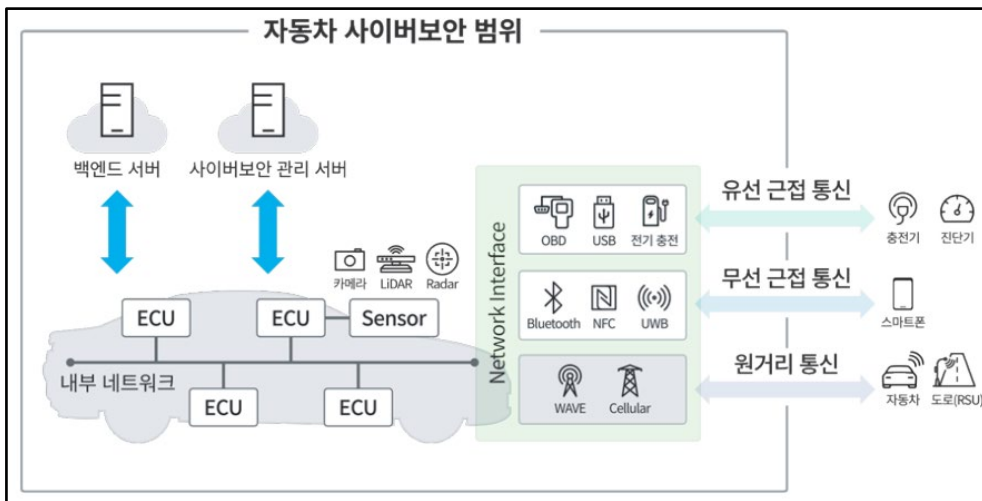 자동차 사이버보안 범위
백엔드 서버
사이버보안 관리 서버
카메라
LiDAR
Radar
ECU
ECU
Sensor
내부 네트워크
ECU
ECU
Network Interface
OBD
USB
전기 충전
Bluetooth
NFC
UWB
WAVE
Cellular
유선 근접 통신
충전기
진단기
무선 근접 통신
스마트폰
원거리 통신
자동차
도로(RSU)